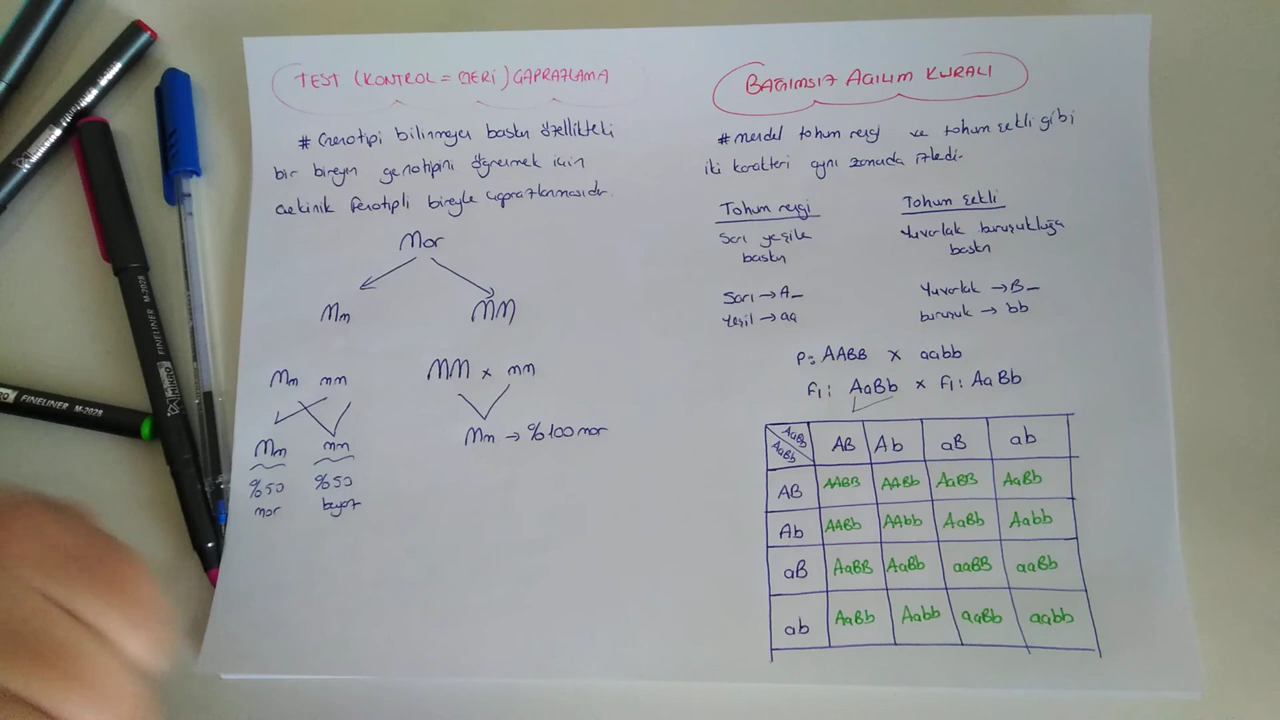 TEST (KONTROL = GERİ) ÇAPRAZLAMA
# Genotipi bilinmeyen baskın özellikteki
bir bireyin genotipini öğrenmek için
çekinik fenotipli bireyle çaprazlanmasıdır.
Mor
Mm MM
Mm mm
Mm mm
%50 %50
mor beyaz
MM x mm
Mm → %100 mor
BAĞIMSIZ AÇILIM KURALI
# mendel tohum rengi ve tohum şekli gibi
iki karakteri aynı zamanda izledi.
Tohum rengi
Sarı yeşile
baskın
Sarı → A_
Yeşil → aa
Tohum şekli
Yuvarlak buruşukluğa
baskın
Yuvarlak → B_
buruşuk → bb
P: AABB x aabb
F1: AaBb x F1: AaBb
AaBb
AaBb
AB Ab aB ab
AB AABB AABb AaBB AaBb
Ab AABb AAbb AaBb Aabb
aB AaBB AaBb aaBB aaBb
ab AaBb Aabb aaBb aabb
MIKRO FINELINER M-2028
FINELINER M-2028